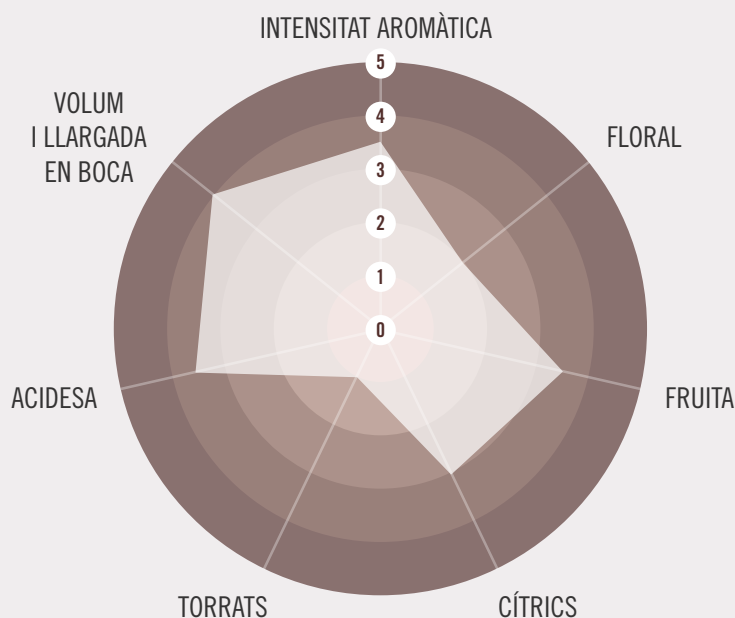 INTENSITAT AROMÀTICA
5
VOLUM
I LLARGADA
EN BOCA
4
FLORAL
3
2
1
0
ACIDESA
FRUITA
TORRATS
CÍTRICS